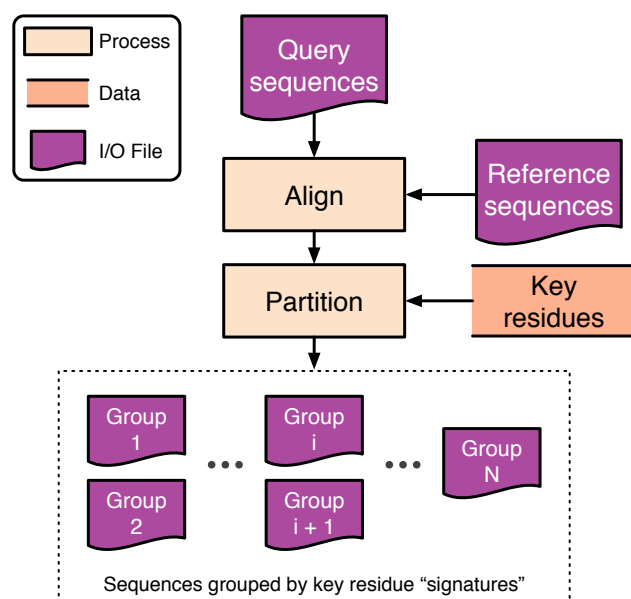 Process
Data
I/O File
Query
sequences
Align
Reference
sequences
Partition
Key
residues
Group
1
Group
2
Group
i
Group
i + 1
Group
N
Sequences grouped by key residue “signatures”